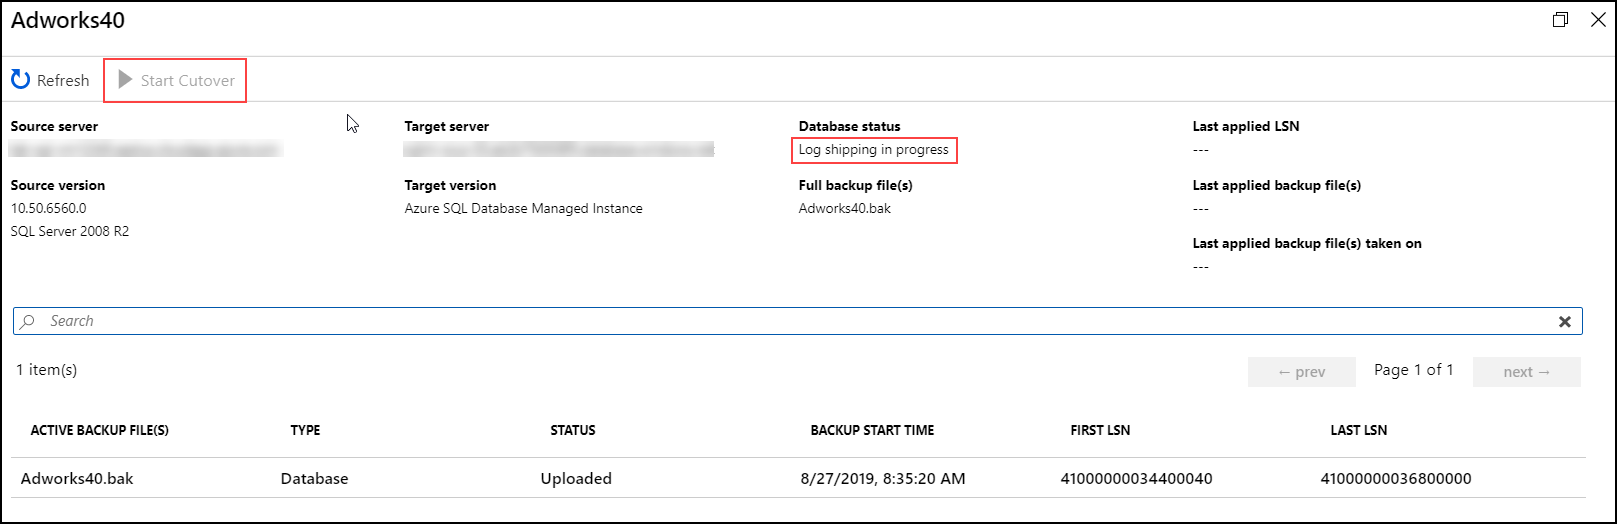 Adworks40
Refresh
Start Cutover
Source server
Target server
Database status
Last applied LSN
Log shipping in progress
---
Source version
Target version
Full backup file(s)
Last applied backup file(s)
10.50.6560.0
Azure SQL Database Managed Instance
Adworks40.bak
---
SQL Server 2008 R2
Last applied backup file(s) taken on
---
Search
1 item(s)
← prev
Page 1 of 1
next →
ACTIVE BACKUP FILE(S) TYPE STATUS BACKUP START TIME FIRST LSN LAST LSN
Adworks40.bak Database Uploaded 8/27/2019, 8:35:20 AM 41000000034400040 41000000036800000